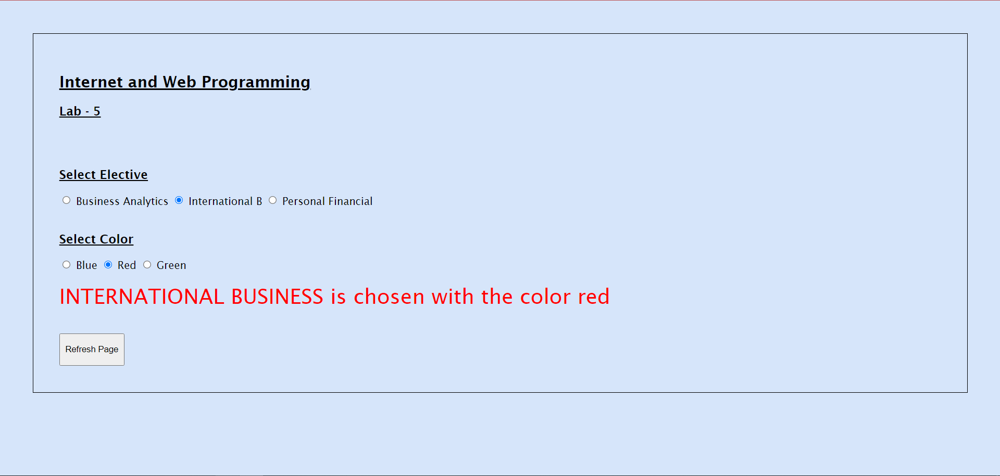 Internet and Web Programming
Lab - 5
Select Elective
Business Analytics International B Personal Financial
Select Color
Blue Red Green
INTERNATIONAL BUSINESS is chosen with the color red
Refresh Page